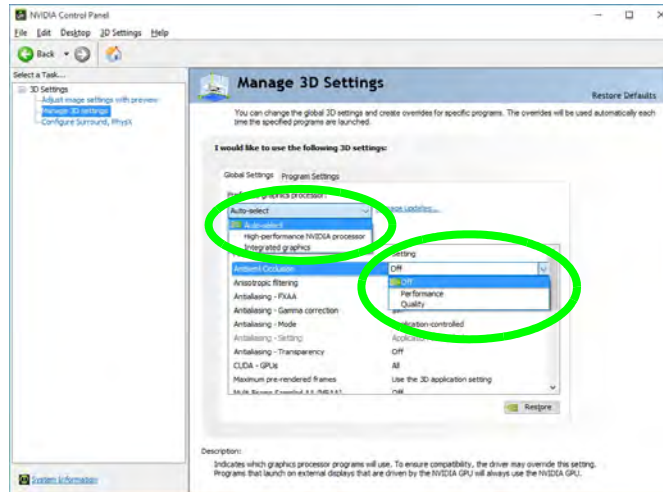 NVIDIA Control Panel
File Edit Desktop 3D Settings Help
Back
Select a Task...
3D Settings
Adjust image settings with preview
Manage 3D settings
Configure Surround, PhysX
System Information
Manage 3D Settings
Restore Defaults
You can change the global 3D settings and create overrides for specific programs. The overrides will be used automatically each
time the specified programs are launched.
I would like to use the following 3D settings:
Global Settings Program Settings
graphics processor:
Auto-select
Auto-select
High-performance NVIDIA processor
Integrated graphics
Setting
Ambient Occlusion Off
Off
Performance
Quality
Anisotropic filtering
Antialiasing - FXAA
Antialiasing - Gamma correction
Antialiasing - Mode Application-controlled
Antialiasing - Setting
Antialiasing - Transparency Off
CUDA - GPUs All
Maximum pre-rendered frames Use the 3D application setting
Off
Restore
Description:
Indicates which graphics processor programs will use. To ensure compatibility, the driver may override this setting.
Programs that launch on external displays that are driven by the NVIDIA GPU will always use the NVIDIA GPU.